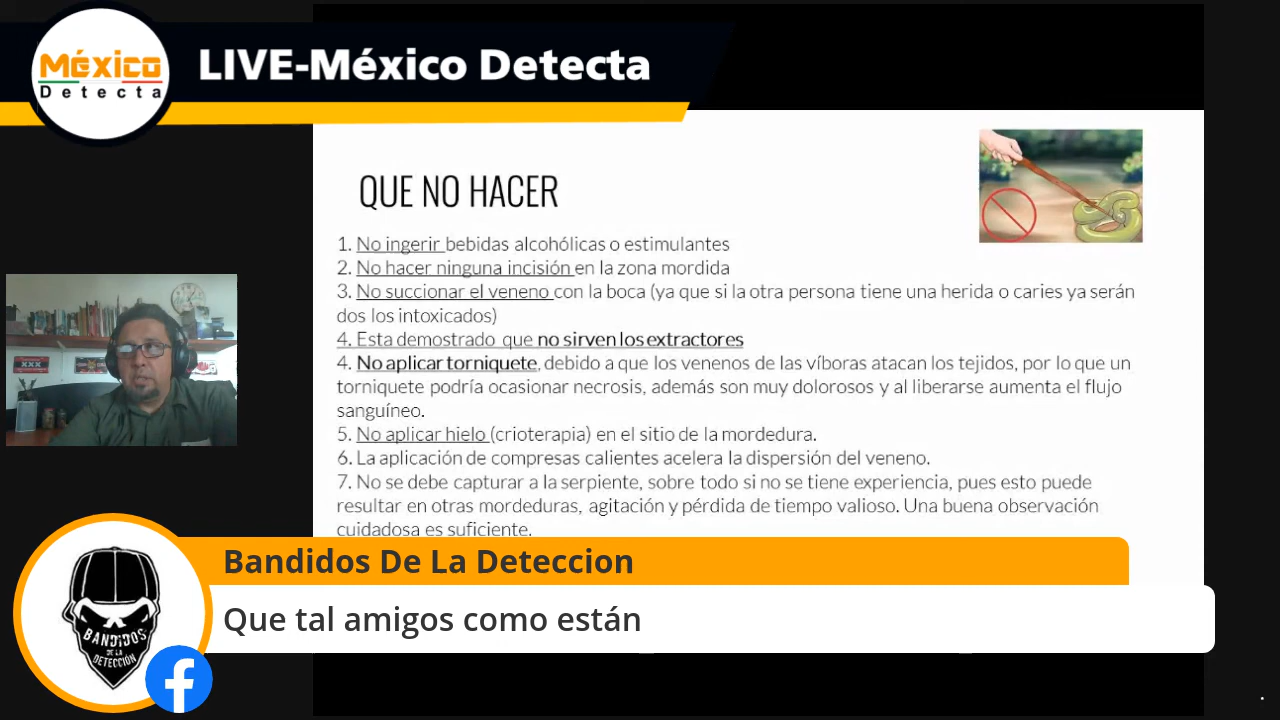 México
Detecta
LIVE-México Detecta
QUE NO HACER
1. No ingerir bebidas alcohólicas o estimulantes
2. No hacer ninguna incisión en la zona mordida
3. No succionar el veneno con la boca (ya que si la otra persona tiene una herida o caries ya serán
dos los intoxicados)
4. Esta demostrado que no sirven los extractores
4. No aplicar torniquete, debido a que los venenos de las víboras atacan los tejidos, por lo que un
torniquete podría ocasionar necrosis, además son muy dolorosos y al liberarse aumenta el flujo
sanguíneo.
5. No aplicar hielo (crioterapia) en el sitio de la mordedura.
6. La aplicación de compresas calientes acelera la dispersión del veneno.
7. No se debe capturar a la serpiente, sobre todo si no se tiene experiencia, pues esto puede
resultar en otras mordeduras, agitación y pérdida de tiempo valioso. Una buena observación
cuidadosa es suficiente.
XXX
Bandidos De La Deteccion
Que tal amigos como están
BANDIDOS
DE LA
DETECCIÓN